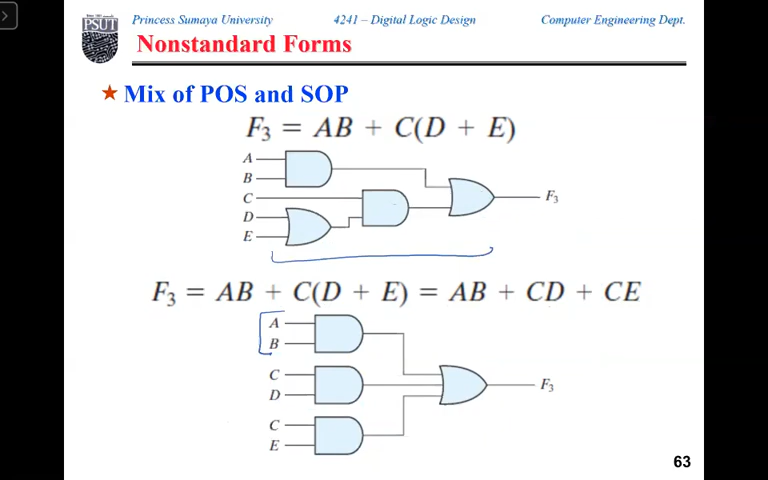 Princess Sumaya University 4241 – Digital Logic Design Computer Engineering Dept.
PSUT
Nonstandard Forms
Mix of POS and SOP
F₃ = AB + C(D + E)
A
B
C
D
E
F₃
F₃ = AB + C(D + E) = AB + CD + CE
A
B
C
D
C
E
F₃
63